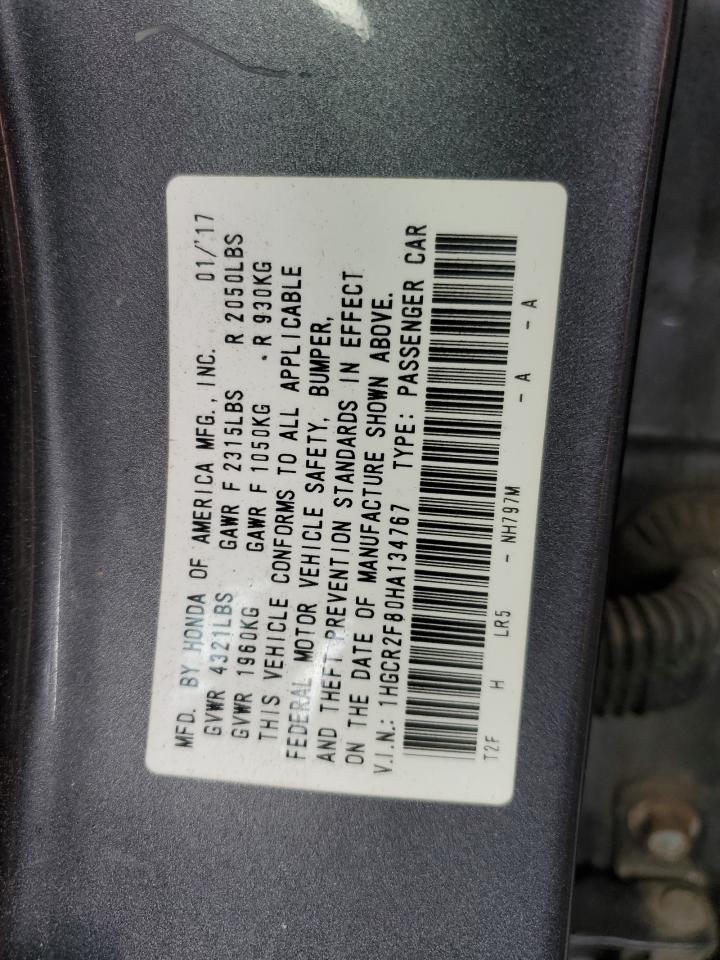 MFD. BY HONDA OF AMERICA MFG., INC. 01/'17
GVWR 4321LBS GAWR F 2315LBS R 2050LBS
GVWR 1960KG GAWR F 1050KG R 930KG
THIS VEHICLE CONFORMS TO ALL APPLICABLE
FEDERAL MOTOR VEHICLE SAFETY, BUMPER,
AND THEFT PREVENTION STANDARDS IN EFFECT
ON THE DATE OF MANUFACTURE SHOWN ABOVE.
V.I.N.: 1HGCR2F80HA134767 TYPE: PASSENGER CAR
T2F H LR5 - NH797M - A - A